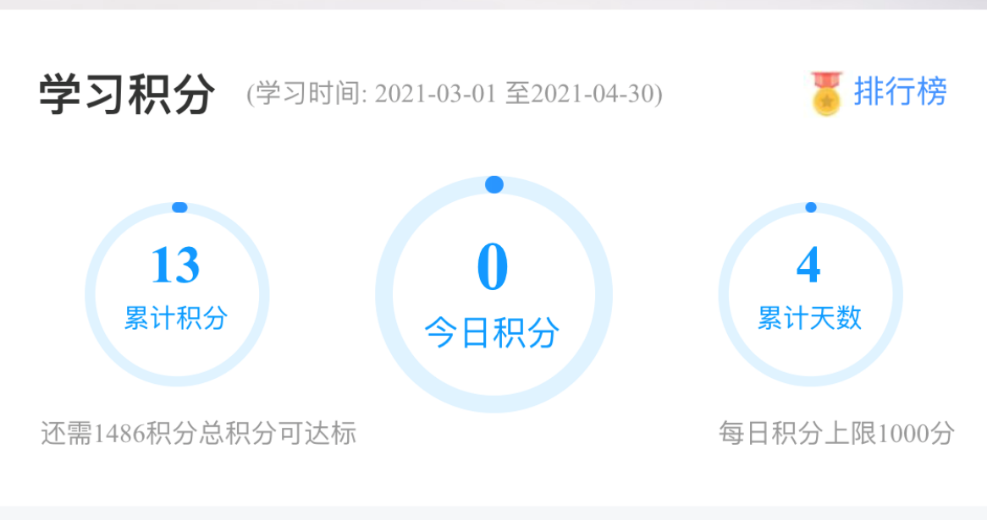 学习积分 (学习时间: 2021-03-01 至2021-04-30) 排行榜
13 0 4
累计积分 今日积分 累计天数
还需1486积分总积分可达标 每日积分上限1000分